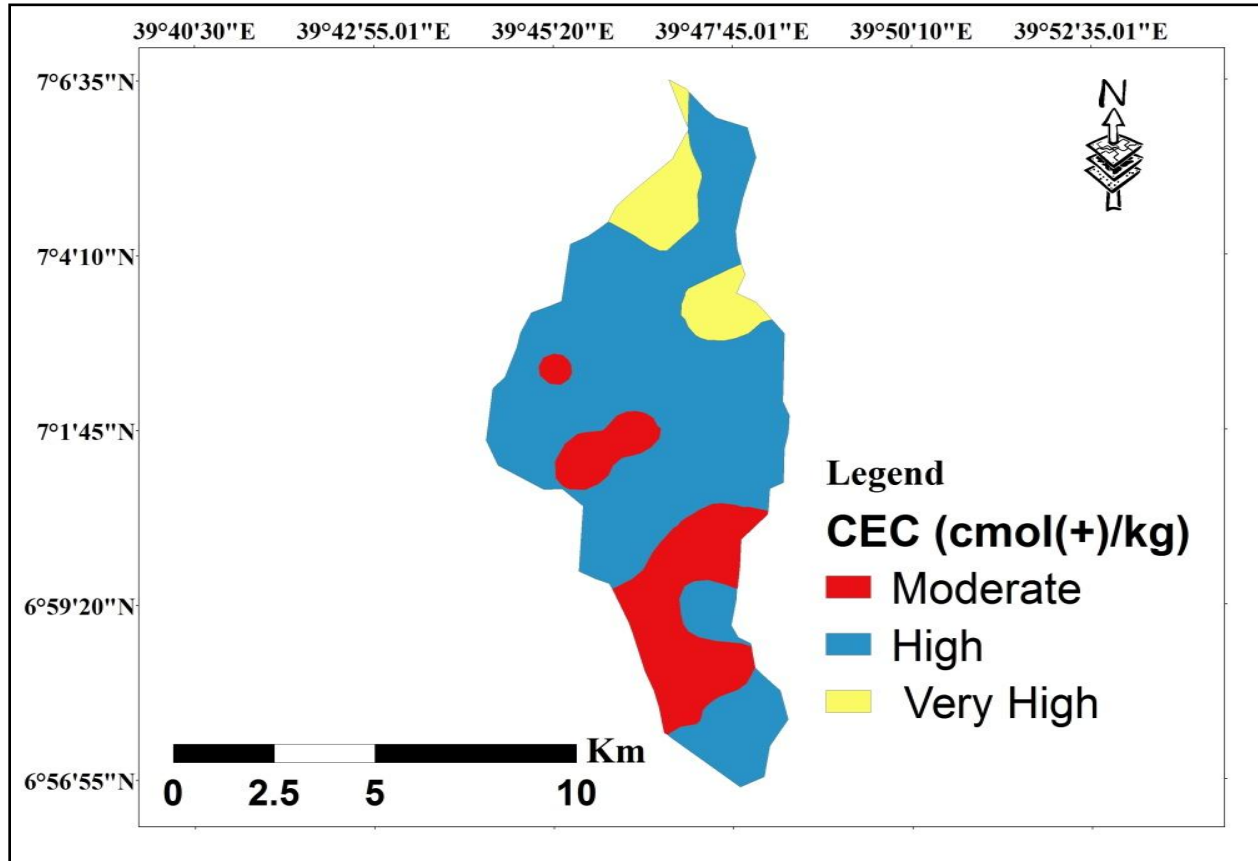 39°40'30"E 39°42'55.01"E 39°45'20"E 39°47'45.01"E 39°50'10"E 39°52'35.01"E
7°6'35"N
N
7°4'10"N
7°1'45"N
Legend
CEC (cmol(+)/kg)
Moderate
6°59'20"N
High
Very High
Km
6°56'55"N
0 2.5 5 10